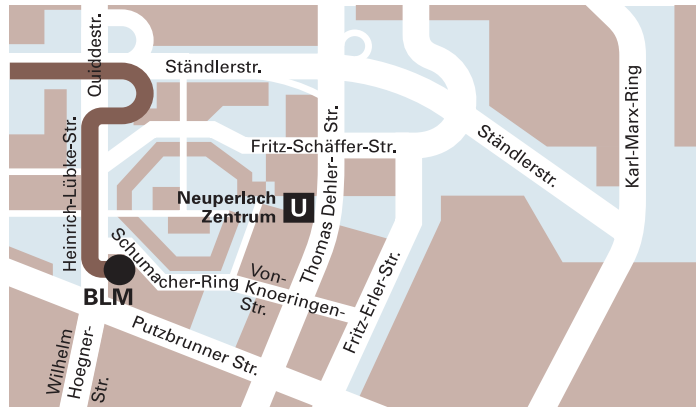 Quiddestr.
Ständlerstr.
Thomas Dehler- Str.
Karl-Marx-Ring
Heinrich-Lübke-Str.
Fritz-Schäffer-Str.
Ständlerstr.
Neuperlach
Zentrum
U
Schumacher-Ring
Von-
Knoeringen-
Str.
Fritz-Erler-Str.
BLM
Putzbrunner Str.
Wilhelm
Hoegner-
Str.